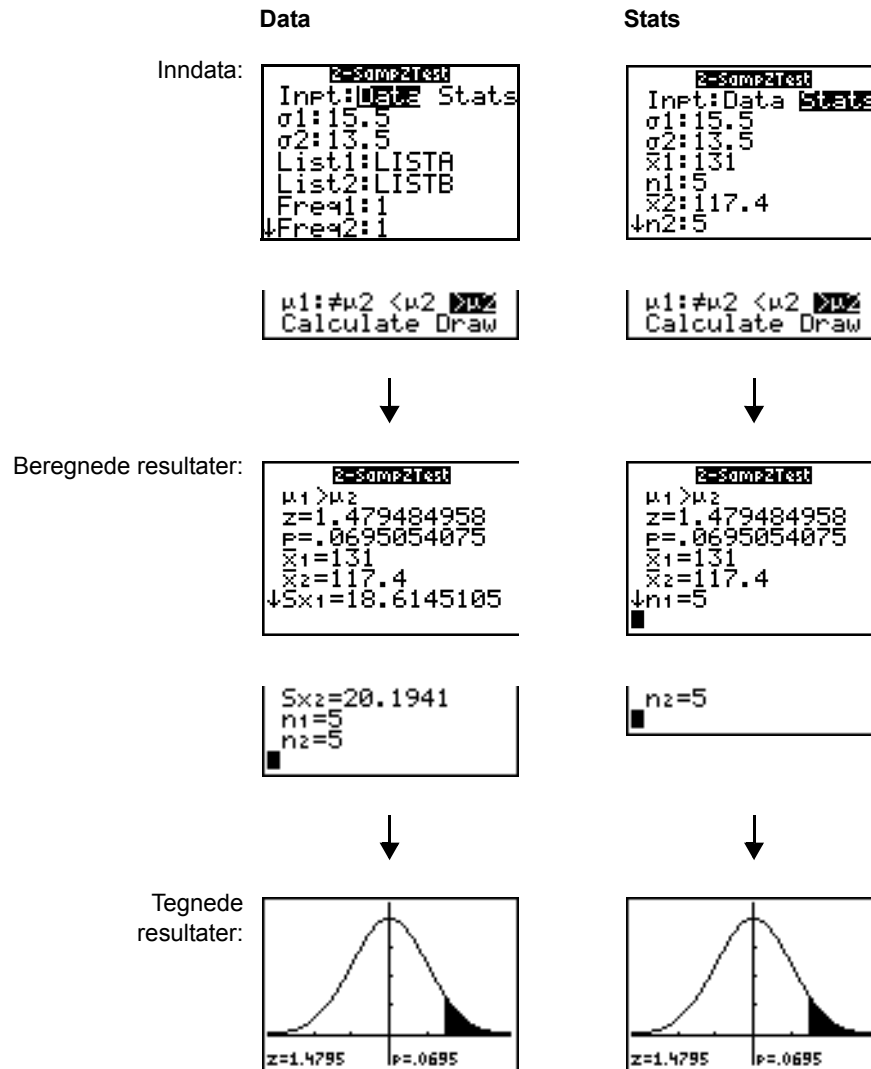 Data
Stats
Inndata:
2-SampZTest
Inpt:Data Stats
σ1:15.5
σ2:13.5
List1:LISTA
List2:LISTB
Freq1:1
↓Freq2:1
2-SampZTest
Inpt:Data Stats
σ1:15.5
σ2:13.5
x̄1:131
n1:5
x̄2:117.4
↓n2:5
μ1:≠μ2 <μ2 >μ2
Calculate Draw
μ1:≠μ2 <μ2 >μ2
Calculate Draw
Beregnede resultater:
2-SampZTest
μ1>μ2
z=1.479484958
p=.0695054075
x̄1=131
x̄2=117.4
↓Sx1=18.6145105
2-SampZTest
μ1>μ2
z=1.479484958
p=.0695054075
x̄1=131
x̄2=117.4
↓n1=5
Sx2=20.1941
n1=5
n2=5
n2=5
Tegnede
resultater:
z=1.4795 p=.0695
z=1.4795 p=.0695